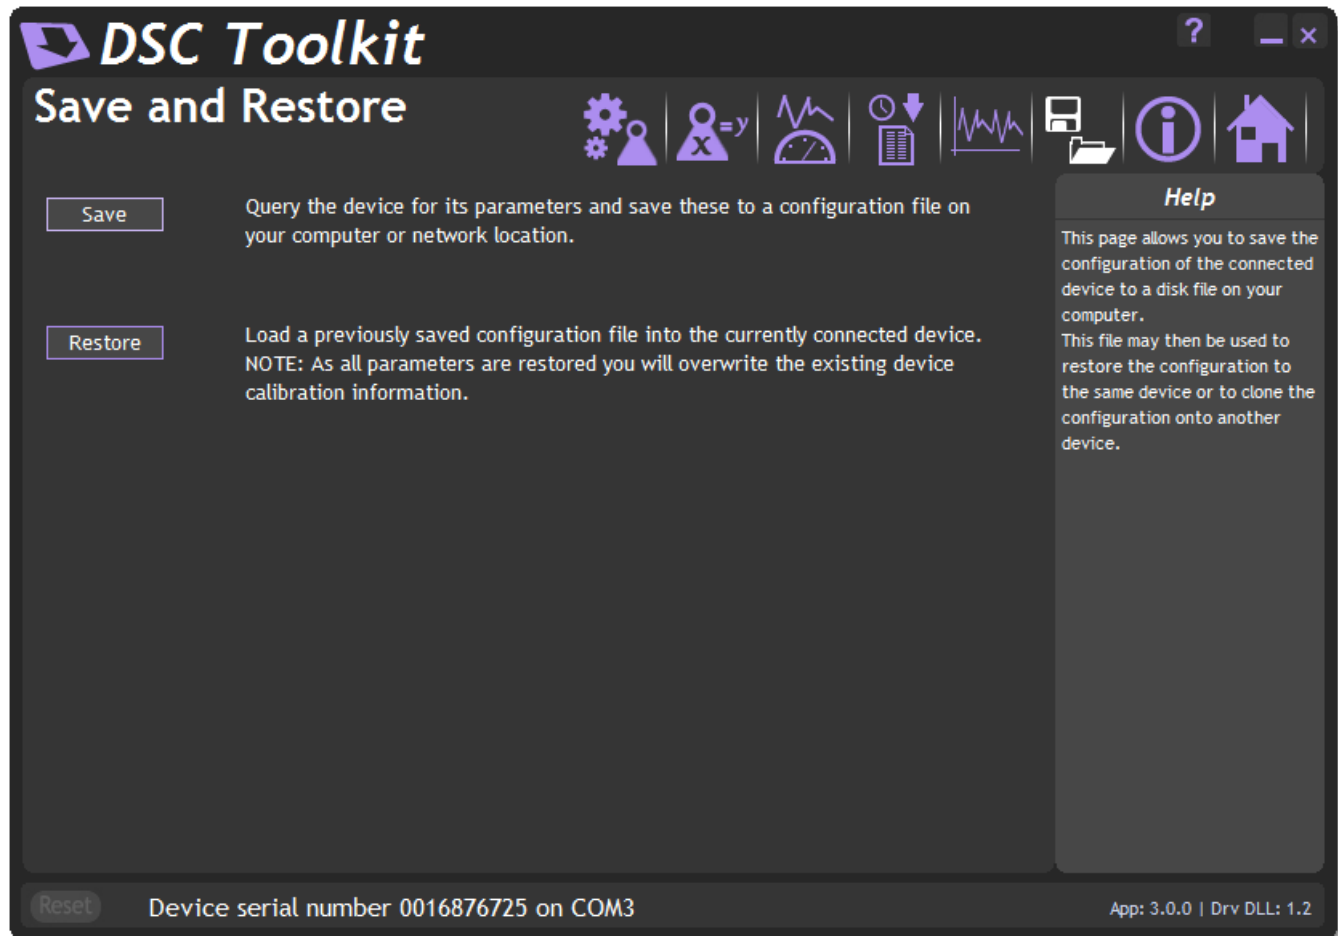 DSC Toolkit
?
Save and Restore
x=y
Save
Query the device for its parameters and save these to a configuration file on
your computer or network location.
Restore
Load a previously saved configuration file into the currently connected device.
NOTE: As all parameters are restored you will overwrite the existing device
calibration information.
Help
This page allows you to save the
configuration of the connected
device to a disk file on your
computer.
This file may then be used to
restore the configuration to
the same device or to clone the
configuration onto another
device.
Reset
Device serial number 0016876725 on COM3
App: 3.0.0 | Drv DLL: 1.2